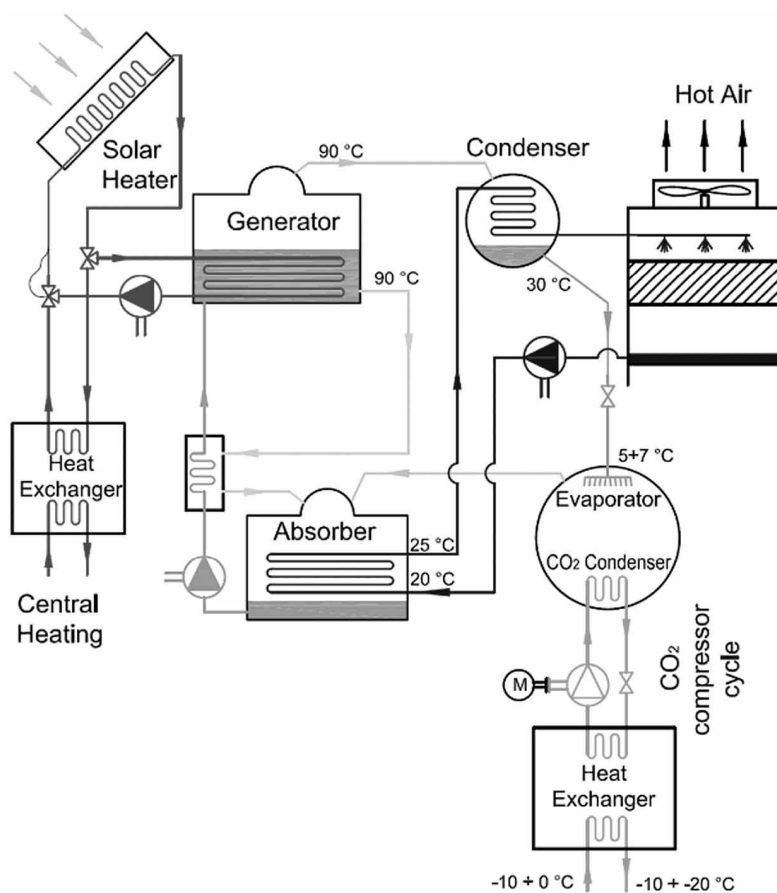 Hot Air
Solar
Heater
90 °C
Condenser
Generator
90 °C
30 °C
5+7 °C
Heat
Exchanger
Evaporator
Absorber
25 °C
CO₂ Condenser
20 °C
Central
Heating
M
CO₂
compressor
cycle
Heat
Exchanger
-10 ÷ 0 °C
-10 ÷ -20 °C